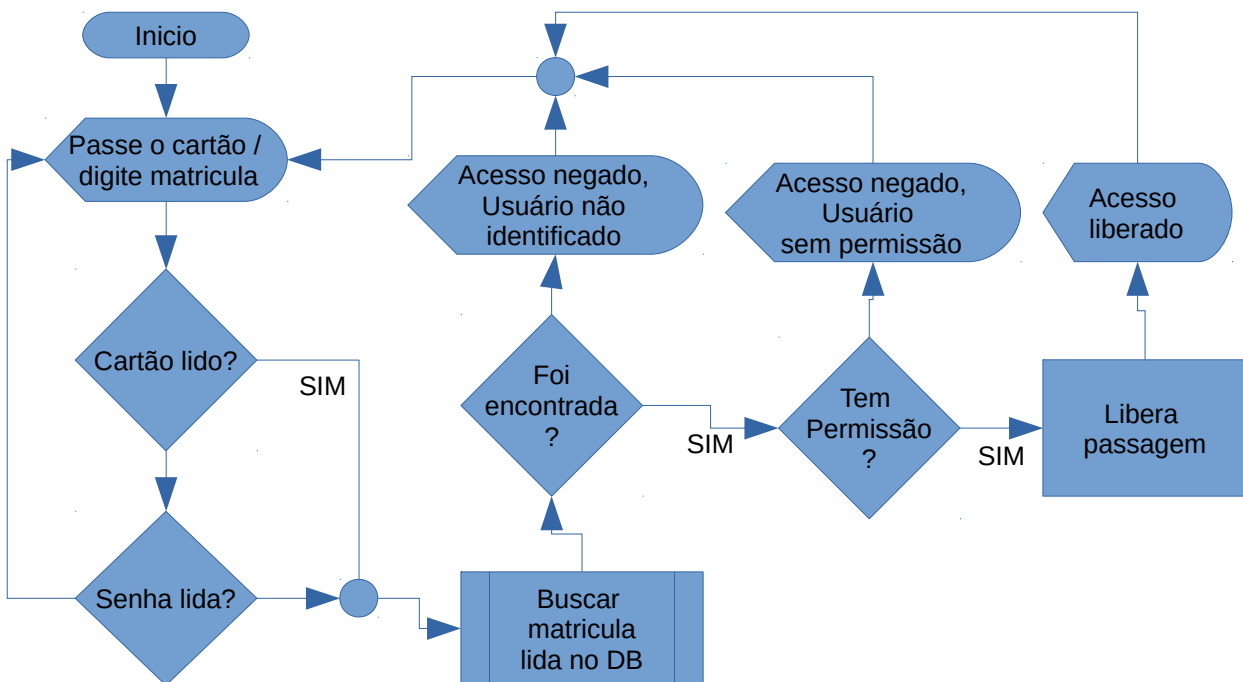 Inicio
Passe o cartão /
digite matricula
Acesso negado,
Usuário não
identificado
Acesso negado,
Usuário
sem permissão
Acesso
liberado
Cartão lido?
SIM
Foi
encontrada
?
SIM
Tem
Permissão
?
SIM
Libera
passagem
Senha lida?
Buscar
matricula
lida no DB